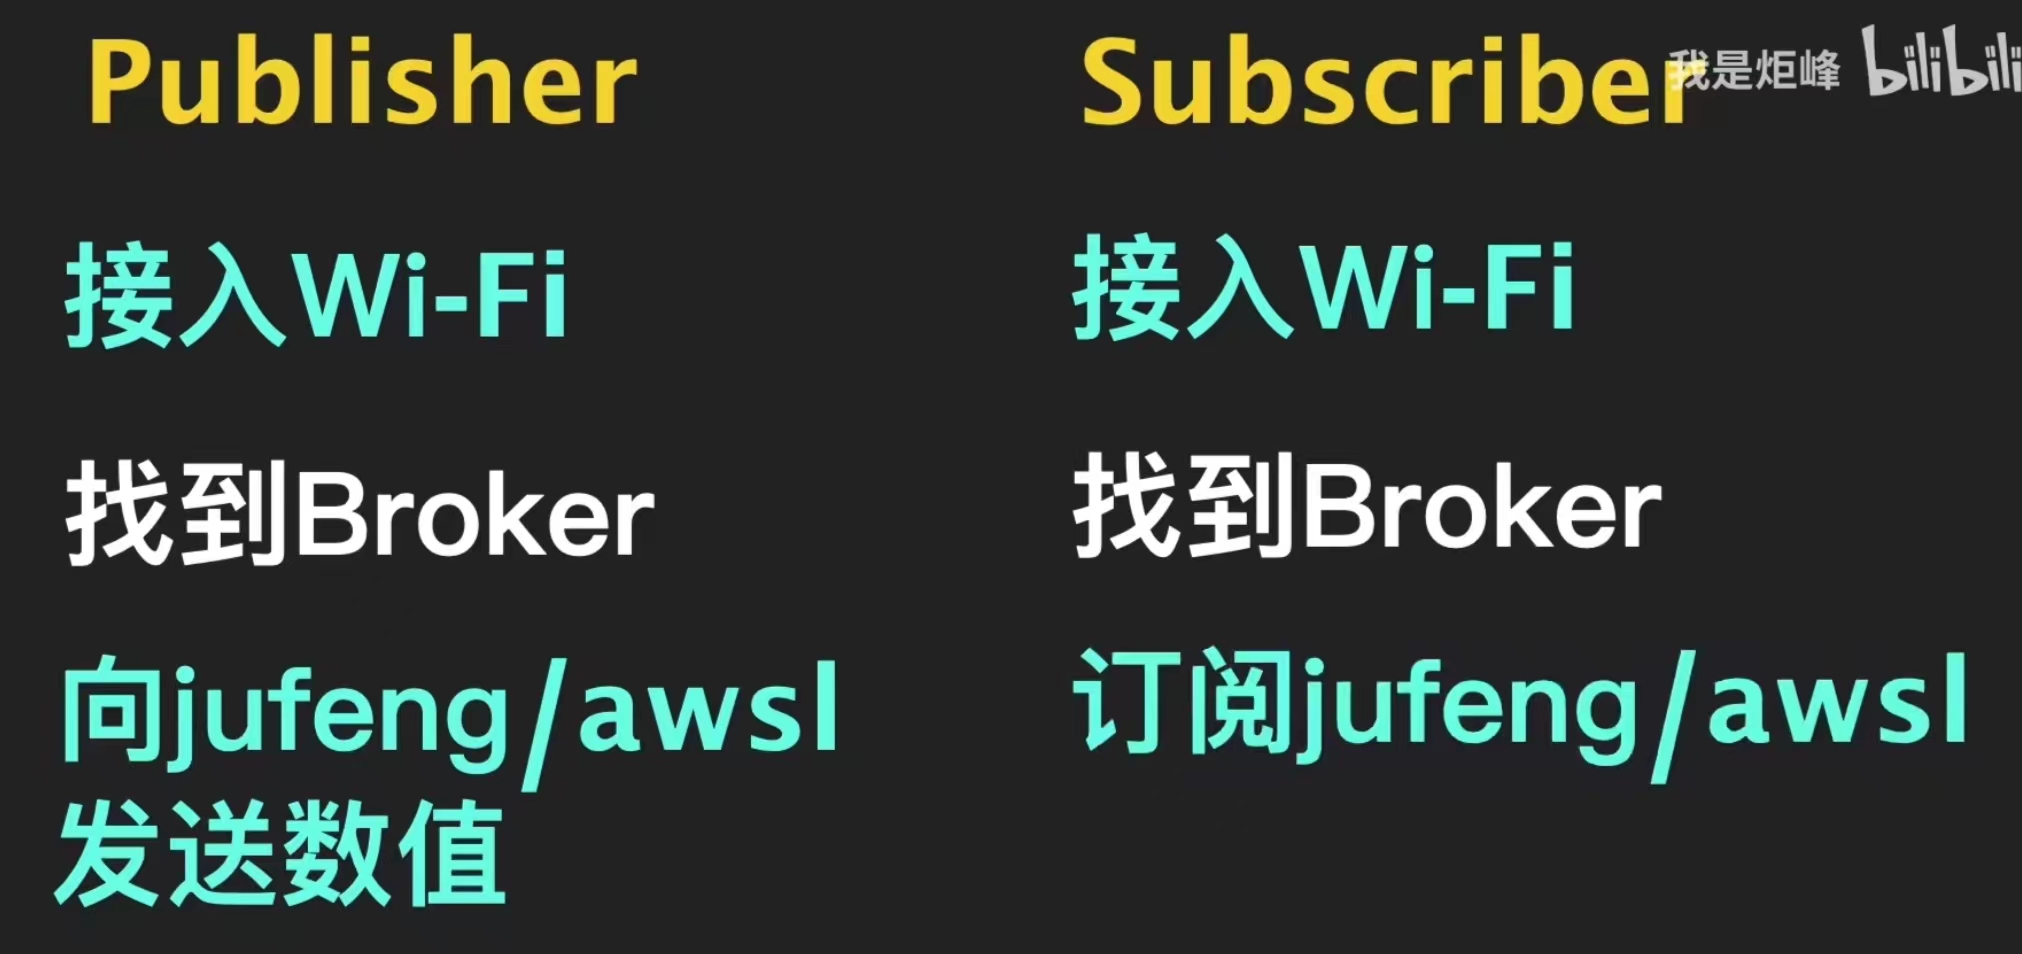 Publisher
接入Wi-Fi
找到Broker
向jufeng/awsl
发送数值
Subscriber
接入Wi-Fi
找到Broker
订阅jufeng/awsl
我是炬峰 bilibili